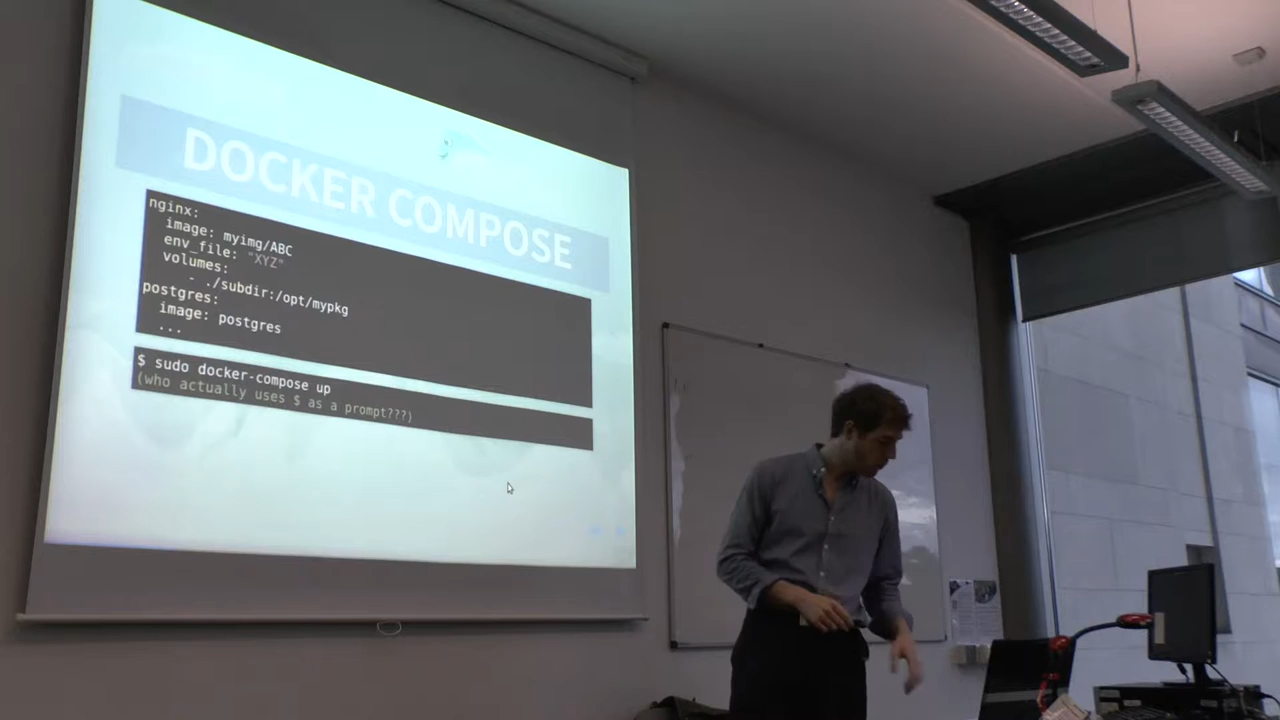 DOCKER COMPOSE
nginx:
image: myimg/ABC
env_file: "XYZ"
volumes:
- ./subdir:/opt/mypkg
postgres:
image: postgres
...
$ sudo docker-compose up
(who actually uses $ as a prompt???)